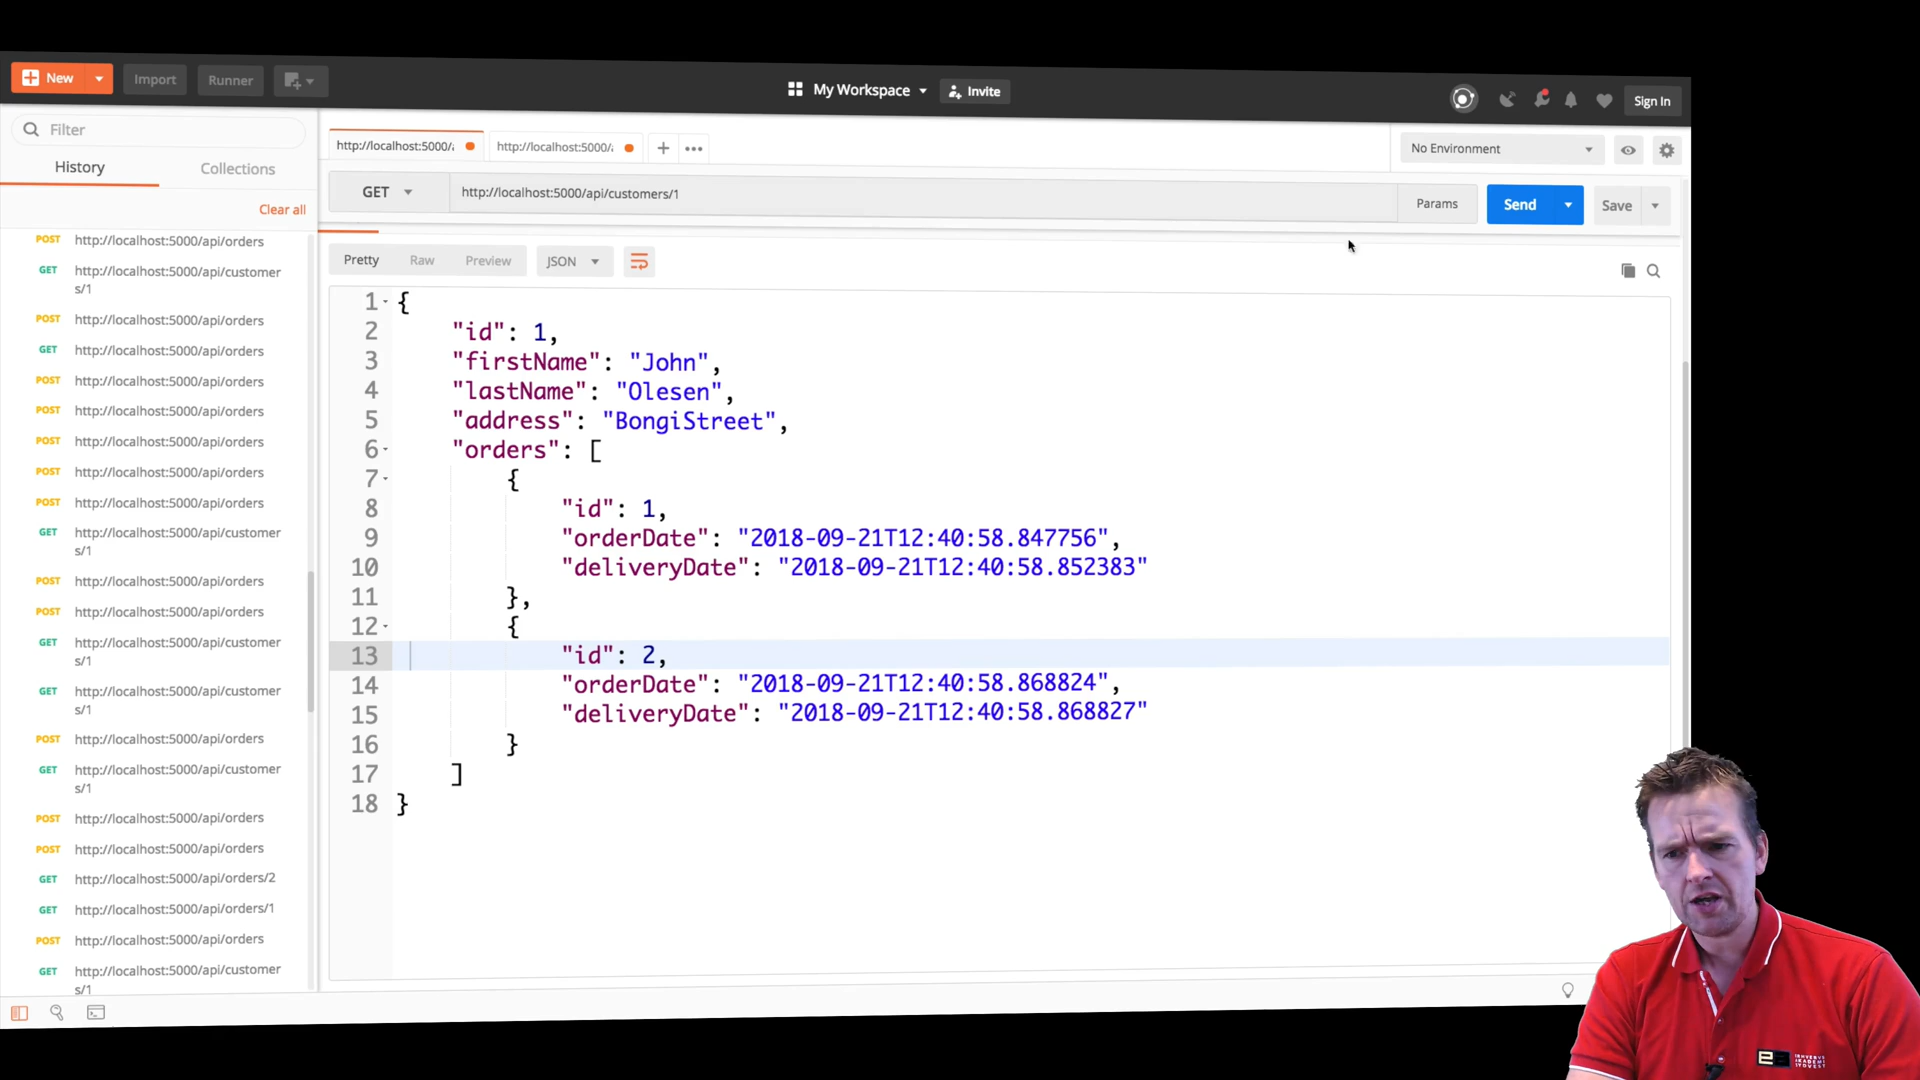 New
Import
Runner
My Workspace
Invite
Sign In
Filter
History
Collections
Clear all
POST http://localhost:5000/api/orders
GET http://localhost:5000/api/customer
s/1
POST http://localhost:5000/api/orders
GET http://localhost:5000/api/orders
POST http://localhost:5000/api/orders
POST http://localhost:5000/api/orders
POST http://localhost:5000/api/orders
POST http://localhost:5000/api/orders
POST http://localhost:5000/api/orders
GET http://localhost:5000/api/customer
s/1
POST http://localhost:5000/api/orders
POST http://localhost:5000/api/orders
GET http://localhost:5000/api/customer
s/1
GET http://localhost:5000/api/customer
s/1
POST http://localhost:5000/api/orders
GET http://localhost:5000/api/customer
s/1
POST http://localhost:5000/api/orders
POST http://localhost:5000/api/orders
GET http://localhost:5000/api/orders/2
GET http://localhost:5000/api/orders/1
POST http://localhost:5000/api/orders
GET http://localhost:5000/api/customer
s/1
http://localhost:5000/
http://localhost:5000/
No Environment
GET
http://localhost:5000/api/customers/1
Params
Send
Save
Pretty
Raw
Preview
JSON
1 {
2 "id": 1,
3 "firstName": "John",
4 "lastName": "Olesen",
5 "address": "BongiStreet",
6 "orders": [
7 {
8 "id": 1,
9 "orderDate": "2018-09-21T12:40:58.847756",
10 "deliveryDate": "2018-09-21T12:40:58.852383"
11 },
12 {
13 "id": 2,
14 "orderDate": "2018-09-21T12:40:58.868824",
15 "deliveryDate": "2018-09-21T12:40:58.868827"
16 }
17 ]
18 }